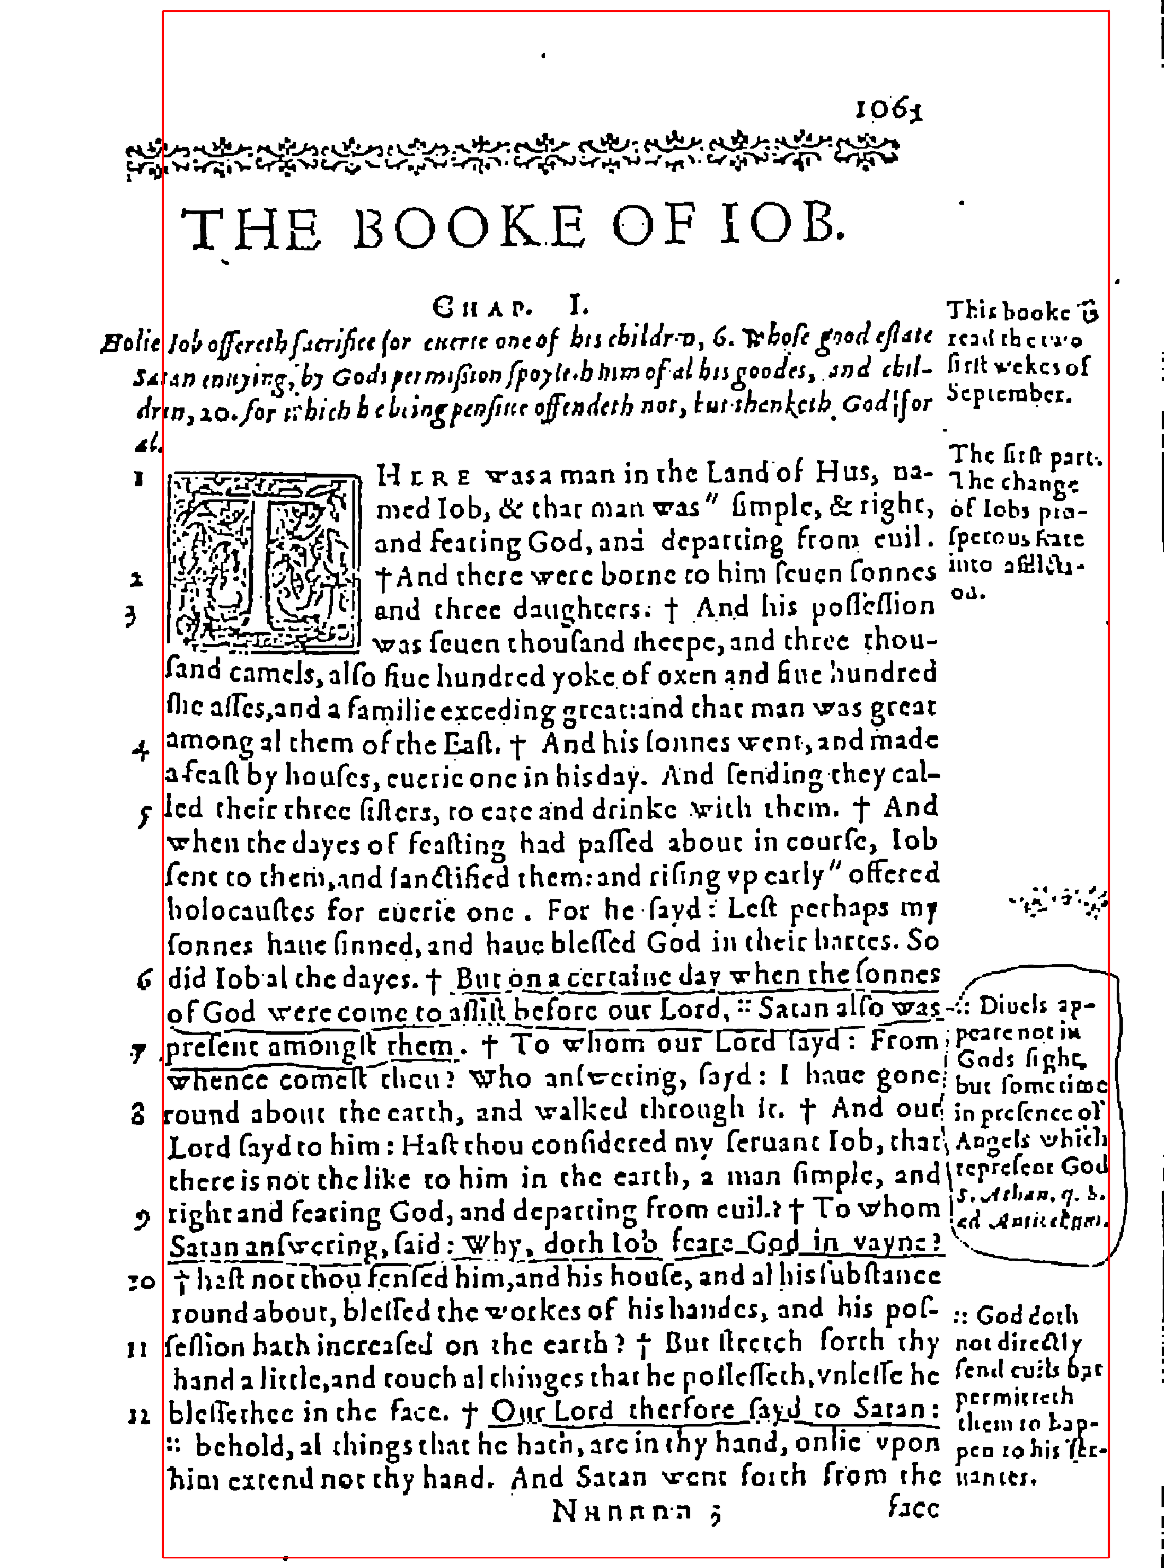 1061
THE BOOKE OF IOB.
CHAP. I.
Holie Iob offereth sacrifice for euerie one of his children, 6. Whose good estate
Satan enuying, by Gods permission spoyleth him of al his goodes, and chil-
dren, 20. for which he being pensiue offendeth not, but thenketh God for
al.
1 THERE was a man in the Land of Hus, na-
med Iob, & that man was" ſimple, & right,
and fearing God, and departing from euil.
2 †And there were borne to him ſeuen ſonnes
3 and three daughters. † And his poſſeſſion
was ſeuen thouſand ſheepe, and three thou-
ſand camels, alſo fiue hundred yoke of oxen and fiue hundred
ſhe aſſes, and a familie exceding great: and that man was great
4 among al them of the Eaſt. † And his ſonnes went, and made
a feaſt by houſes, euerie one in his day. And ſending they cal-
5 led their three ſiſters, to eate and drinke with them. † And
when the dayes of feaſting had paſſed about in courſe, Iob
ſent to them, and ſanctified them: and riſing vp early" offered
holocauſtes for euerie one. For he ſayd: Leſt perhaps my
ſonnes haue ſinned, and haue bleſſed God in their hartes. So
6 did Iob al the dayes. † But on a certaine day when the ſonnes
of God were come to aſſiſt before our Lord, :: Satan alſo was
7 preſent amongſt them. † To whom our Lord ſayd: From
whence comeſt thou? Who anſwering, ſayd: I haue gone
8 round about the earth, and walked through it. † And our
Lord ſayd to him: Haſt thou conſidered my ſeruant Iob, that
there is not the like to him in the earth, a man ſimple, and
9 right and fearing God, and departing from euil? † To whom
Satan anſwering, ſaid: Why, doth Iob feare God in vayne?
10 † haſt not thou fenſed him, and his houſe, and al his ſubſtance
round about, bleſſed the workes of his handes, and his poſ-
11 ſeſſion hath increaſed on the earth? † But ſtretch forth thy
hand a little, and touch al thinges that he poſſeſſeth, vnleſſe he
12 bleſſe thee in the face. † Our Lord therfore ſayd to Satan:
:: behold, al things that he hath, are in thy hand, onlie vpon
him extend not thy hand. And Satan went forth from the
Nnnnnn 3 face
This booke is
read the two
firſt wekes of
September.
The firſt part.
The change
of Iobs pro-
ſperous ſtate
into afflicti-
on.
:: Diuels ap-
peare not in
Gods ſight,
but ſometime
in preſence of
Angels which
repreſent God
S. Athan. q. 8.
ad Antiochum.
:: God doth
not directly
ſend euils but
permitteth
them to hap-
pen to his ſer-
uantes.